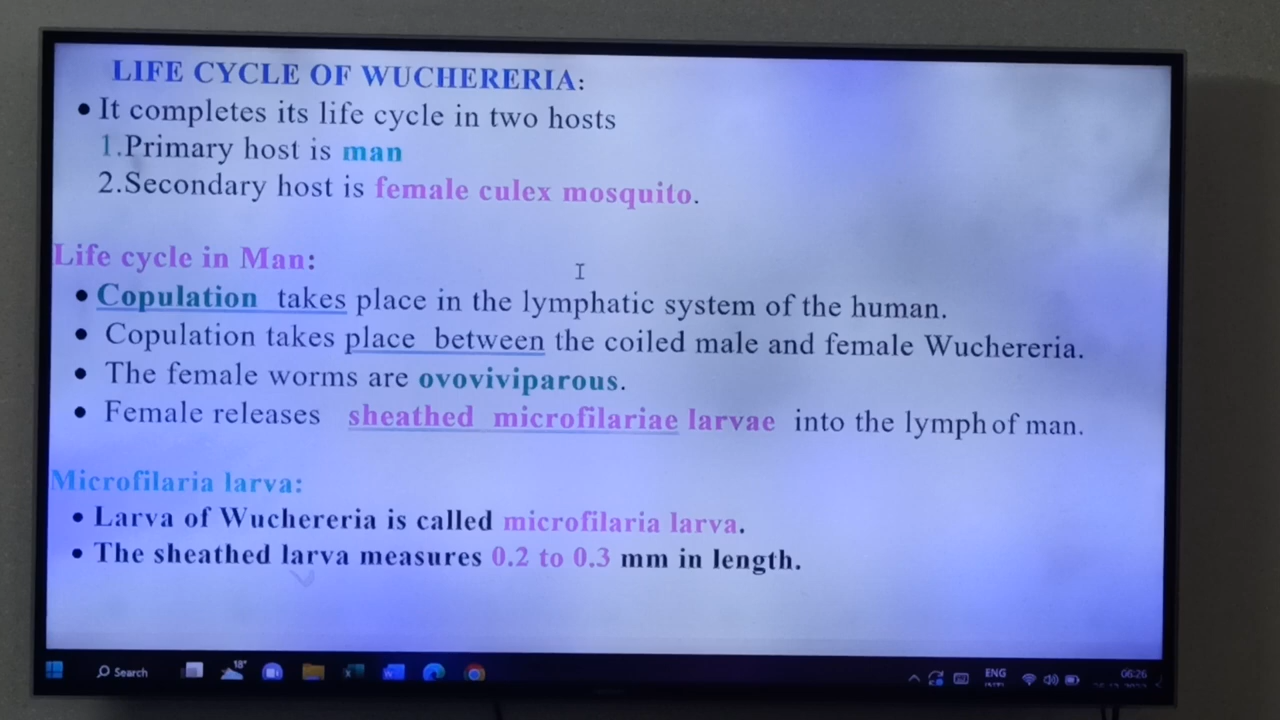 LIFE CYCLE OF WUCHERERIA:
• It completes its life cycle in two hosts
1.Primary host is man
2.Secondary host is female culex mosquito.
Life cycle in Man:
• Copulation takes place in the lymphatic system of the human.
• Copulation takes place between the coiled male and female Wuchereria.
• The female worms are ovoviviparous.
• Female releases sheathed microfilariae larvae into the lymph of man.
Microfilaria larva:
• Larva of Wuchereria is called microfilaria larva.
• The sheathed larva measures 0.2 to 0.3 mm in length.
18°
Search
ENG
06:26